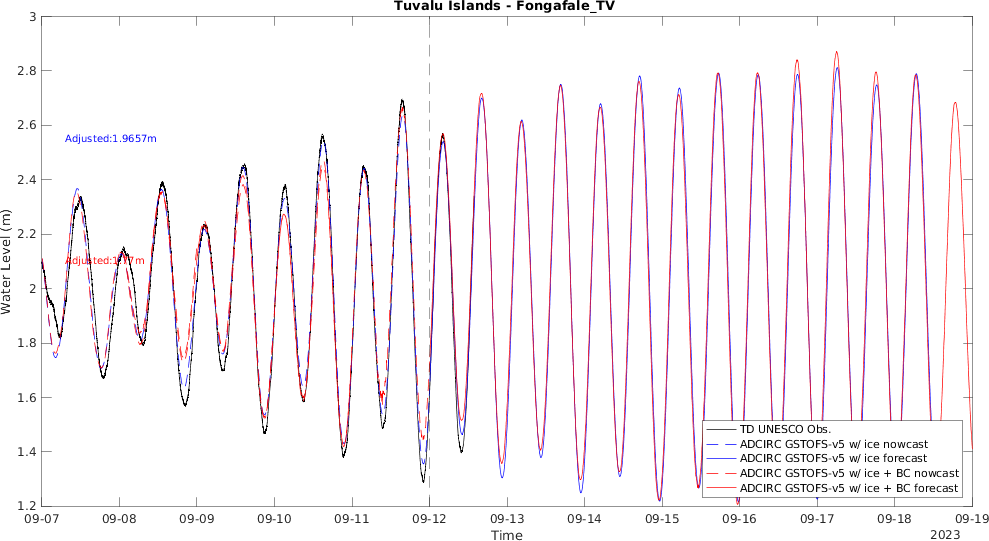 Tuvalu Islands - Fongafale_TV
Water Level (m)
3
2.8
2.6
2.4
2.2
2
1.8
1.6
1.4
1.2
Adjusted:1.9657m
TD UNESCO Obs.
ADCIRC GSTOFS-v5 w/ ice nowcast
ADCIRC GSTOFS-v5 w/ ice forecast
ADCIRC GSTOFS-v5 w/ ice + BC nowcast
ADCIRC GSTOFS-v5 w/ ice + BC forecast
09-07 09-08 09-09 09-10 09-11 09-12 09-13 09-14 09-15 09-16 09-17 09-18 09-19
Time
2023